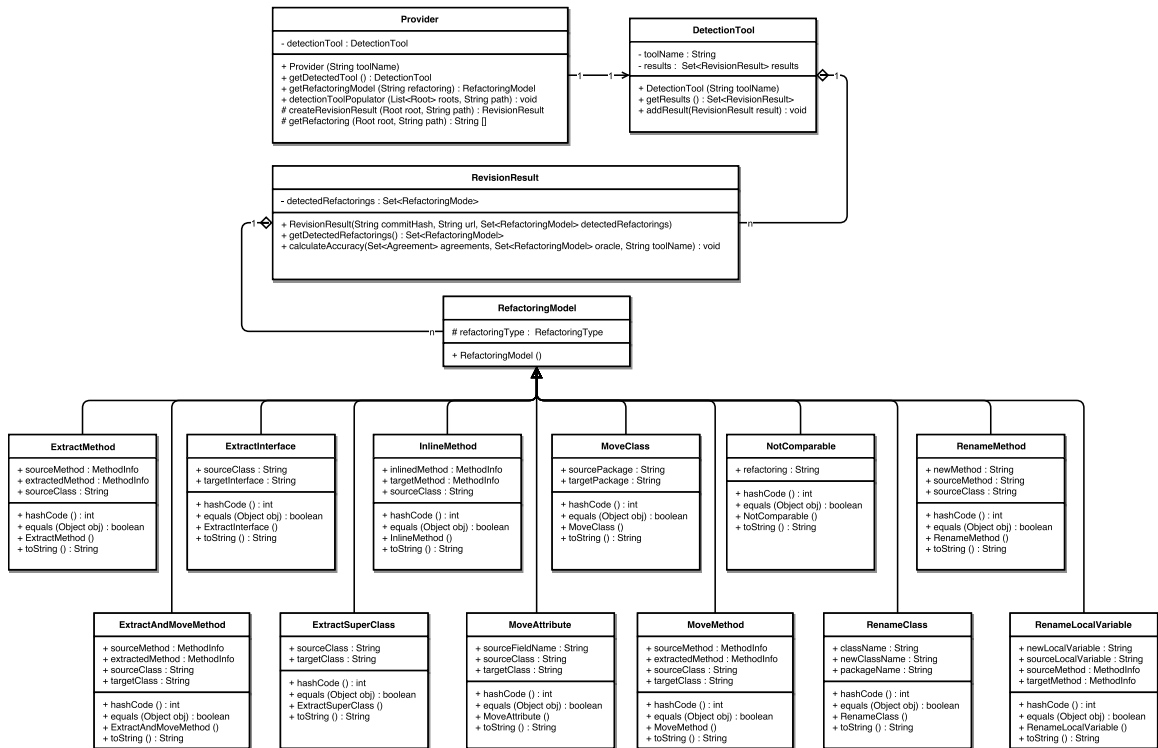 Provider
- detectionTool : DetectionTool
+ Provider (String toolName)
+ getDetectedTool () : DetectionTool
+ getRefactoringModel (String refactoring) : RefactoringModel
+ detectionToolPopulator (List<Root> roots, String path) : void
# createRevisionResult (Root root, String path) : RevisionResult
# getRefactoring (Root root, String path) : String []
1
1
DetectionTool
- toolName : String
- results : Set<RevisionResult> results
+ DetectionTool (String toolName)
+ getResults () : Set<RevisionResult>
+ addResult(RevisionResult result) : void
1
RevisionResult
- detectedRefactorings : Set<RefactoringMode>
+ RevisionResult(String commitHash, String url, Set<RefactoringModel> detectedRefactorings)
+ getDetectedRefactorings() : Set<RefactoringModel>
+ calculateAccuracy(Set<Agreement> agreements, Set<RefactoringModel> oracle, String toolName) : void
1
n
RefactoringModel
# refactoringType : RefactoringType
+ RefactoringModel ()
n
ExtractMethod
+ sourceMethod : MethodInfo
+ extractedMethod : MethodInfo
+ sourceClass : String
+ hashCode () : int
+ equals (Object obj) : boolean
+ ExtractMethod ()
+ toString () : String
ExtractInterface
+ sourceClass : String
+ targetInterface : String
+ hashCode () : int
+ equals (Object obj) : boolean
+ ExtractInterface ()
+ toString () : String
InlineMethod
+ inlinedMethod : MethodInfo
+ targetMethod : MethodInfo
+ sourceClass : String
+ hashCode () : int
+ equals (Object obj) : boolean
+ InlineMethod ()
+ toString () : String
MoveClass
+ sourcePackage : String
+ targetPackage : String
+ hashCode () : int
+ equals (Object obj) : boolean
+ MoveClass ()
+ toString () : String
NotComparable
+ refactoring : String
+ hashCode () : int
+ equals (Object obj) : boolean
+ NotComparable ()
+ toString () : String
RenameMethod
+ newMethod : String
+ sourceMethod : String
+ sourceClass : String
+ hashCode () : int
+ equals (Object obj) : boolean
+ RenameMethod ()
+ toString () : String
ExtractAndMoveMethod
+ sourceMethod : MethodInfo
+ extractedMethod : MethodInfo
+ sourceClass : String
+ targetClass : String
+ hashCode () : int
+ equals (Object obj) : boolean
+ ExtractAndMoveMethod ()
+ toString () : String
ExtractSuperClass
+ sourceClass : String
+ targetClass : String
+ hashCode () : int
+ equals (Object obj) : boolean
+ ExtractSuperClass ()
+ toString () : String
MoveAttribute
+ sourceFieldName : String
+ sourceClass : String
+ targetClass : String
+ hashCode () : int
+ equals (Object obj) : boolean
+ MoveAttribute ()
+ toString () : String
MoveMethod
+ sourceMethod : MethodInfo
+ extractedMethod : MethodInfo
+ sourceClass : String
+ targetClass : String
+ hashCode () : int
+ equals (Object obj) : boolean
+ MoveMethod ()
+ toString () : String
RenameClass
+ className : String
+ newClassName : String
+ packageName : String
+ hashCode () : int
+ equals (Object obj) : boolean
+ RenameClass ()
+ toString () : String
RenameLocalVariable
+ newLocalVariable : String
+ sourceLocalVariable : String
+ sourceMethod : MethodInfo
+ targetMethod : MethodInfo
+ hashCode () : int
+ equals (Object obj) : boolean
+ RenameLocalVariable ()
+ toString () : String